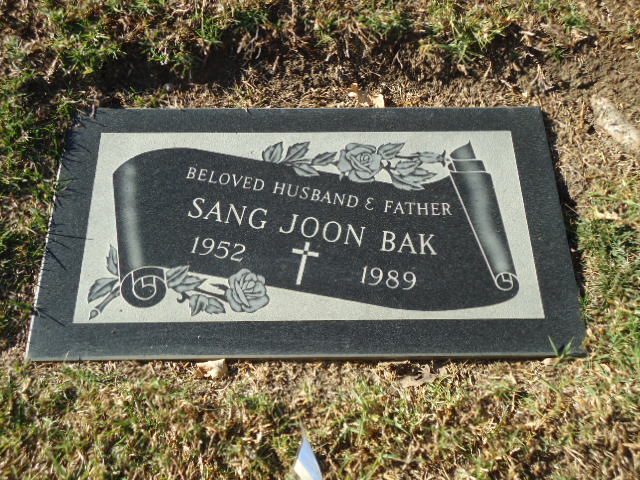 BELOVED HUSBAND & FATHER
SANG JOON BAK
1952 1989